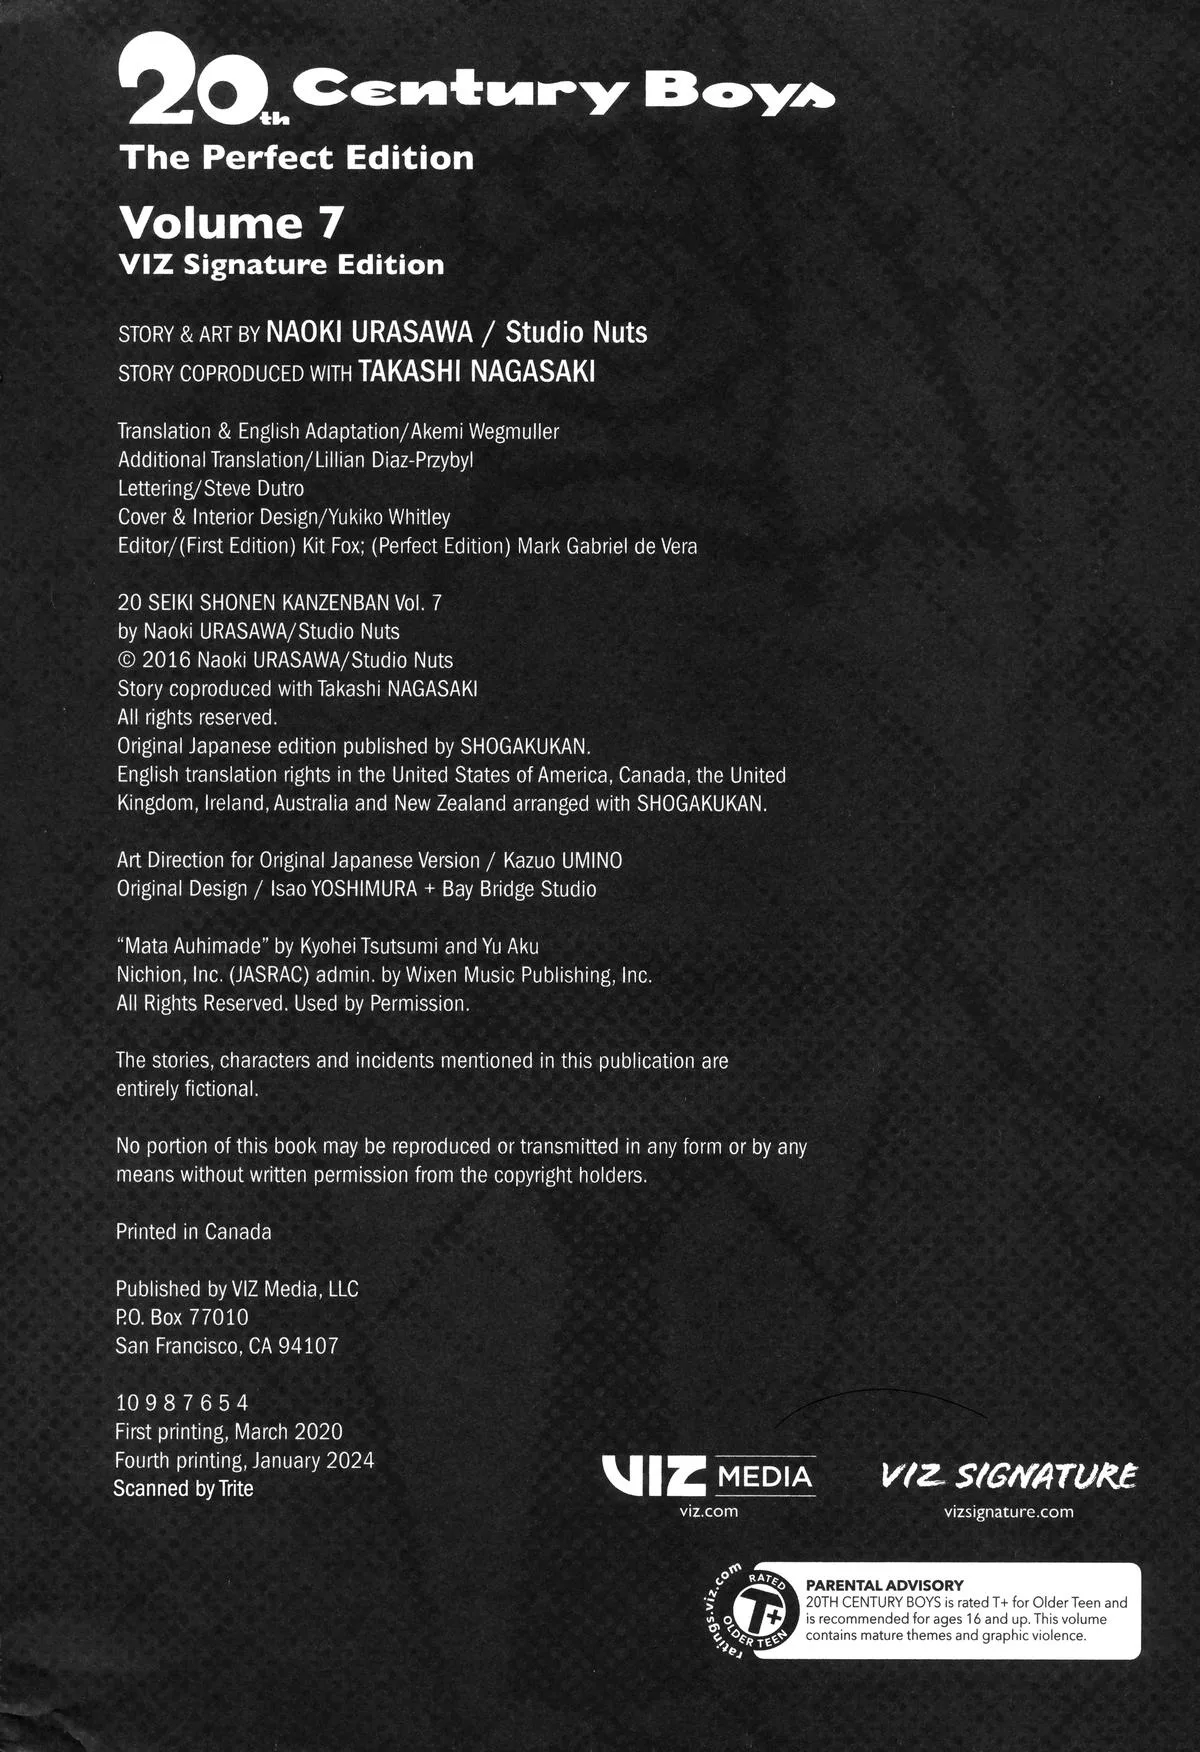 20th Century Boys
The Perfect Edition
Volume 7
VIZ Signature Edition
STORY & ART BY NAOKI URASAWA / Studio Nuts
STORY COPRODUCED WITH TAKASHI NAGASAKI
Translation & English Adaptation/Akemi Wegmuller
Additional Translation/Lillian Diaz-Przybyl
Lettering/Steve Dutro
Cover & Interior Design/Yukiko Whitley
Editor/(First Edition) Kit Fox; (Perfect Edition) Mark Gabriel de Vera
20 SEIKI SHONEN KANZENBAN Vol. 7
by Naoki URASAWA/Studio Nuts
© 2016 Naoki URASAWA/Studio Nuts
Story coproduced with Takashi NAGASAKI
All rights reserved.
Original Japanese edition published by SHOGAKUKAN.
English translation rights in the United States of America, Canada, the United
Kingdom, Ireland, Australia and New Zealand arranged with SHOGAKUKAN.
Art Direction for Original Japanese Version / Kazuo UMINO
Original Design / Isao YOSHIMURA + Bay Bridge Studio
“Mata Auhimade” by Kyohei Tsutsumi and Yu Aku
Nichion, Inc. (JASRAC) admin. by Wixen Music Publishing, Inc.
All Rights Reserved. Used by Permission.
The stories, characters and incidents mentioned in this publication are
entirely fictional.
No portion of this book may be reproduced or transmitted in any form or by any
means without written permission from the copyright holders.
Printed in Canada
Published by VIZ Media, LLC
P.O. Box 77010
San Francisco, CA 94107
10 9 8 7 6 5 4
First printing, March 2020
Fourth printing, January 2024
Scanned by Trite
VIZ MEDIA
viz.com
VIZ SIGNATURE
vizsignature.com
ratings.viz.com
RATED
T+
OLDER TEEN
PARENTAL ADVISORY
20TH CENTURY BOYS is rated T+ for Older Teen and
is recommended for ages 16 and up. This volume
contains mature themes and graphic violence.